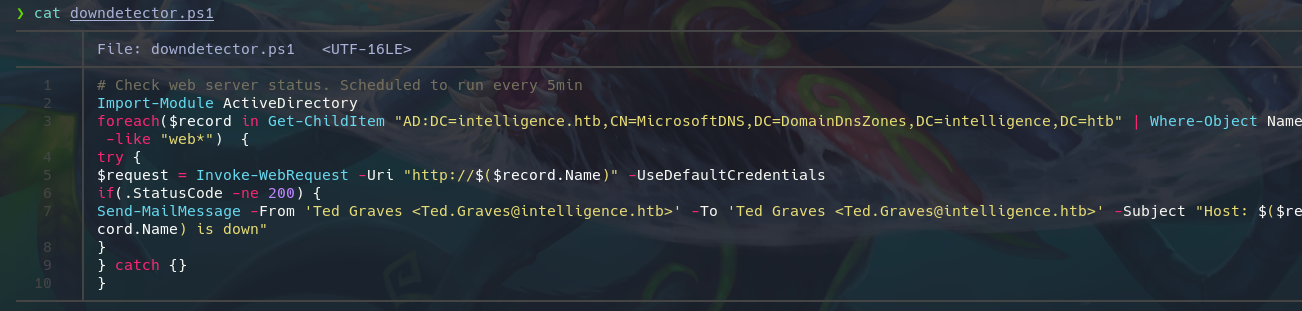 ❯ cat downdetector.ps1
File: downdetector.ps1 <UTF-16LE>
1 # Check web server status. Scheduled to run every 5min
2 Import-Module ActiveDirectory
3 foreach($record in Get-ChildItem "AD:DC=intelligence.htb,CN=MicrosoftDNS,DC=DomainDnsZones,DC=intelligence,DC=htb" | Where-Object Name
-like "web*") {
4 try {
5 $request = Invoke-WebRequest -Uri "http://$($record.Name)" -UseDefaultCredentials
6 if(.StatusCode -ne 200) {
7 Send-MailMessage -From 'Ted Graves <Ted.Graves@intelligence.htb>' -To 'Ted Graves <Ted.Graves@intelligence.htb>' -Subject "Host: $($re
cord.Name) is down"
8 }
9 } catch {}
10 }